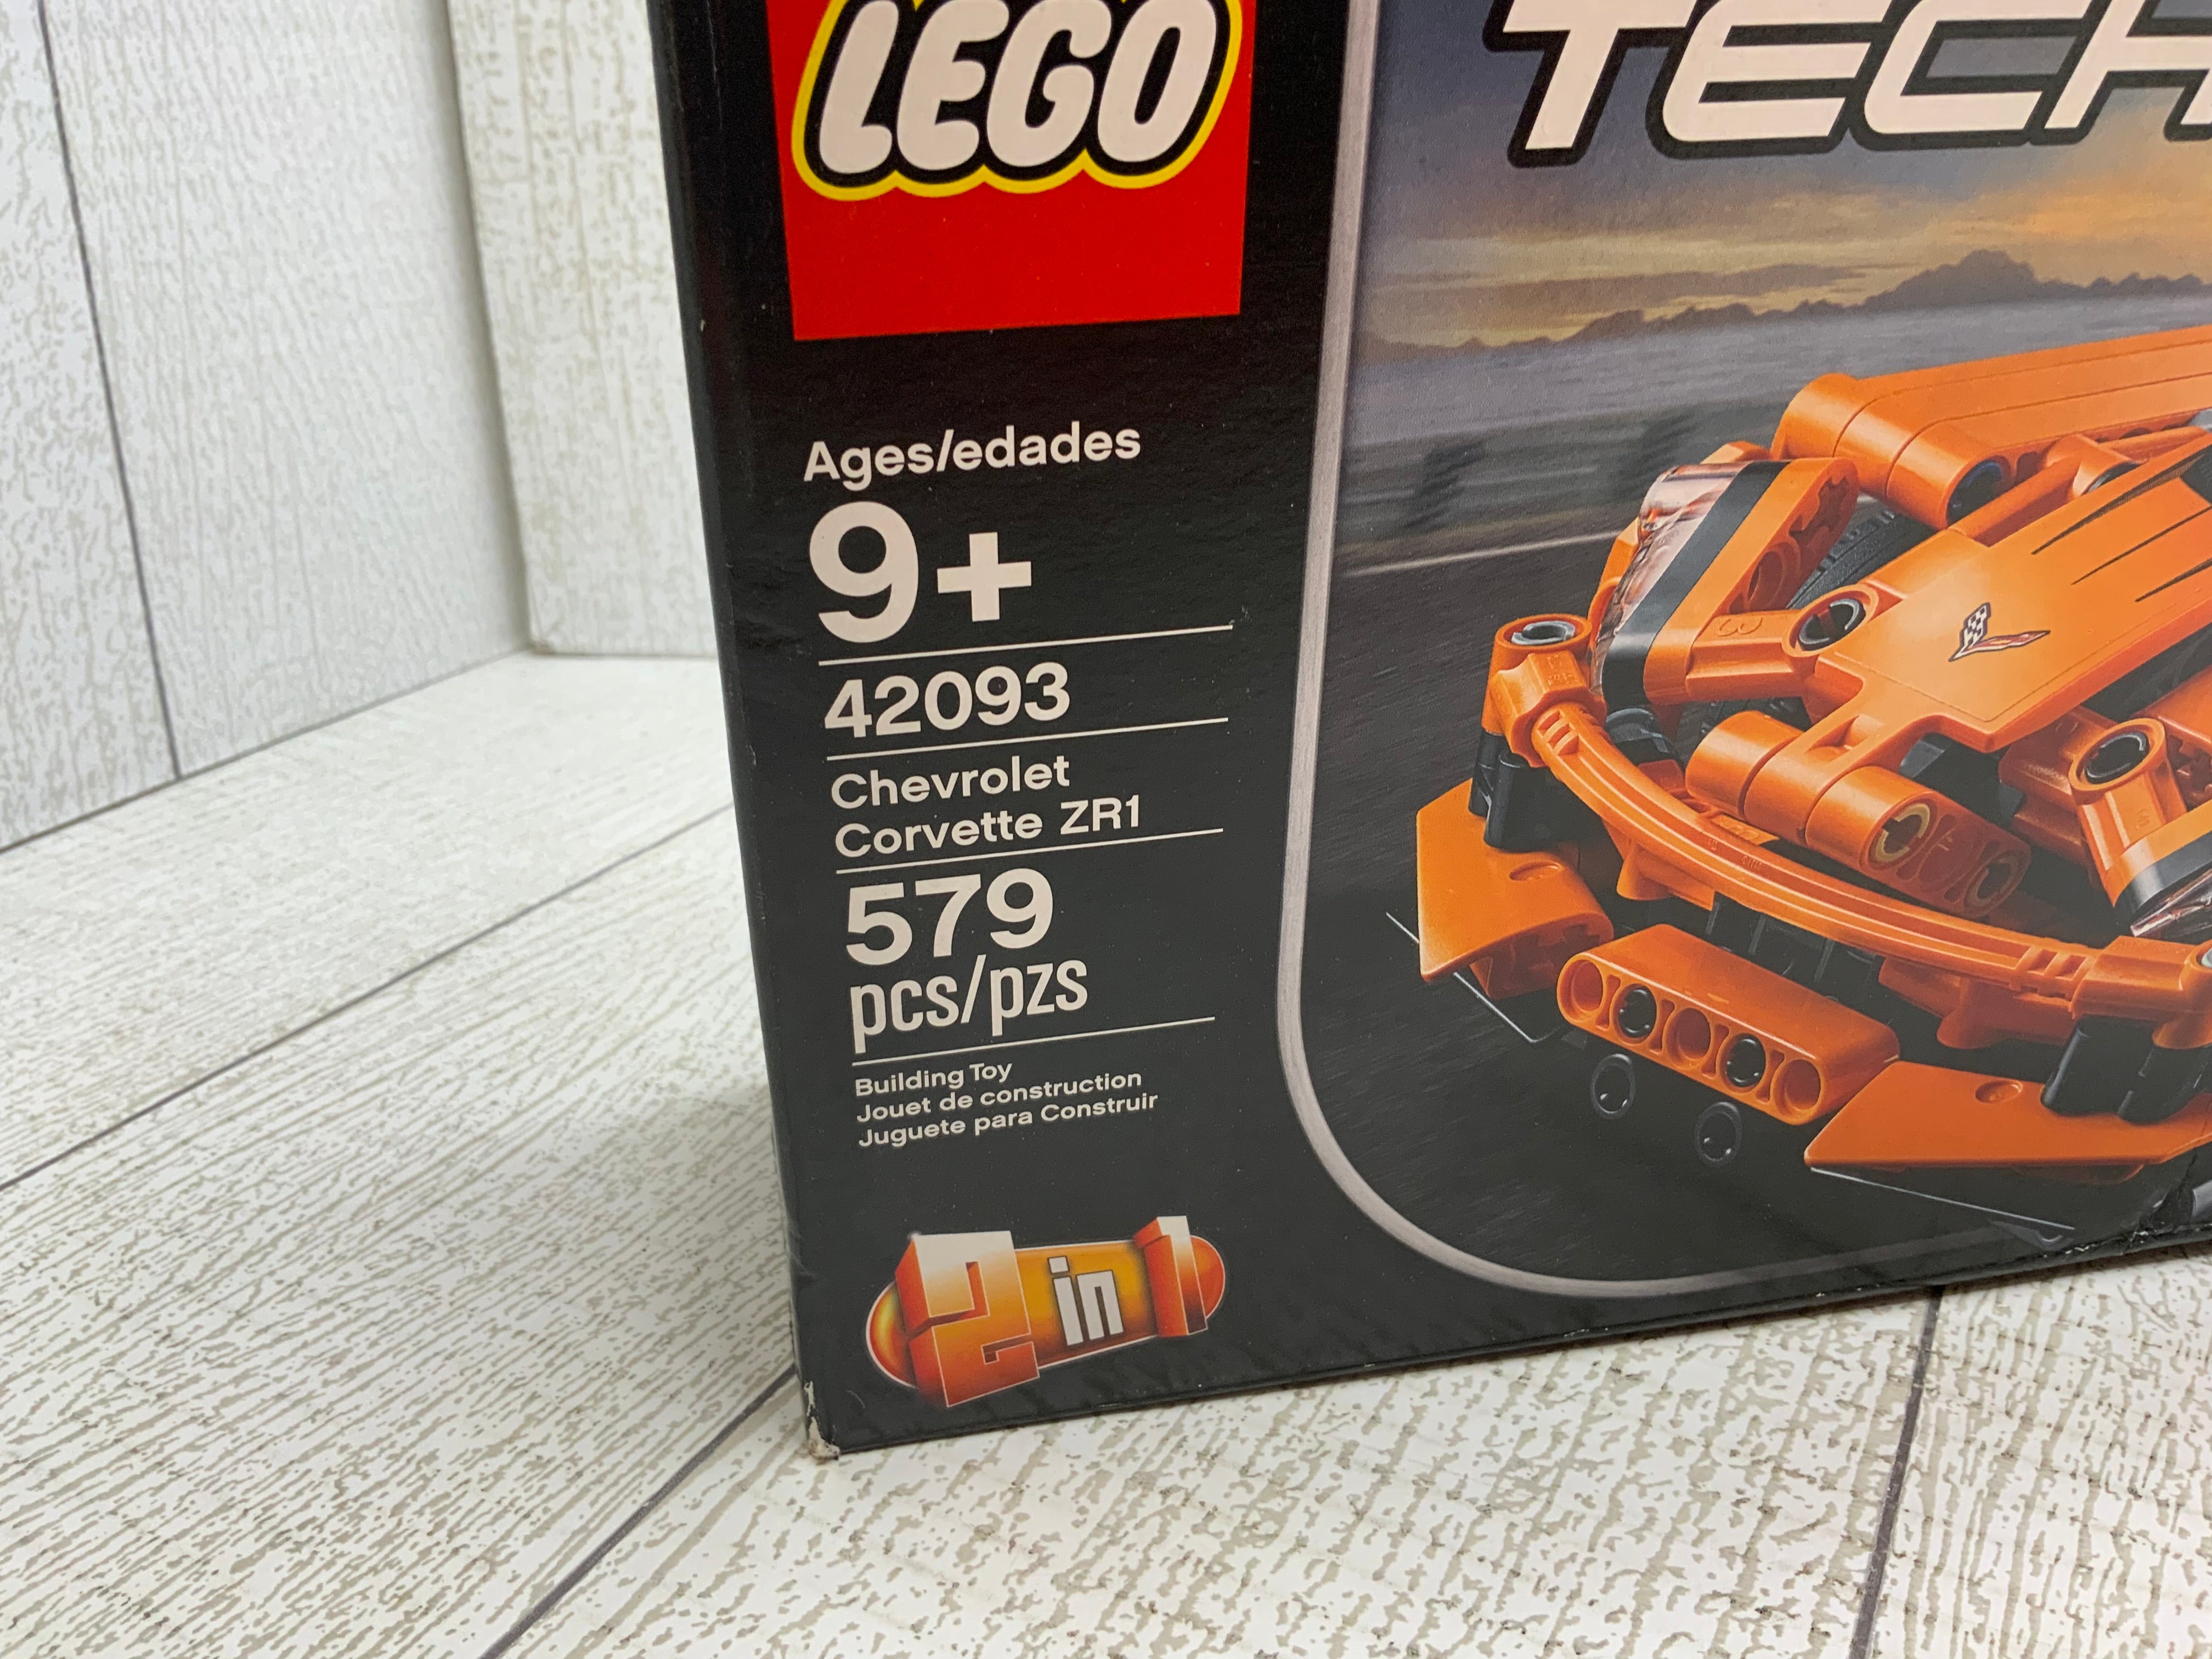 LEGO
TECH
Ages/edades
9+
42093
Chevrolet
Corvette ZR1
579
pcs/pzs
Building Toy
Jouet de construction
Juguete para Construir
2 in 1